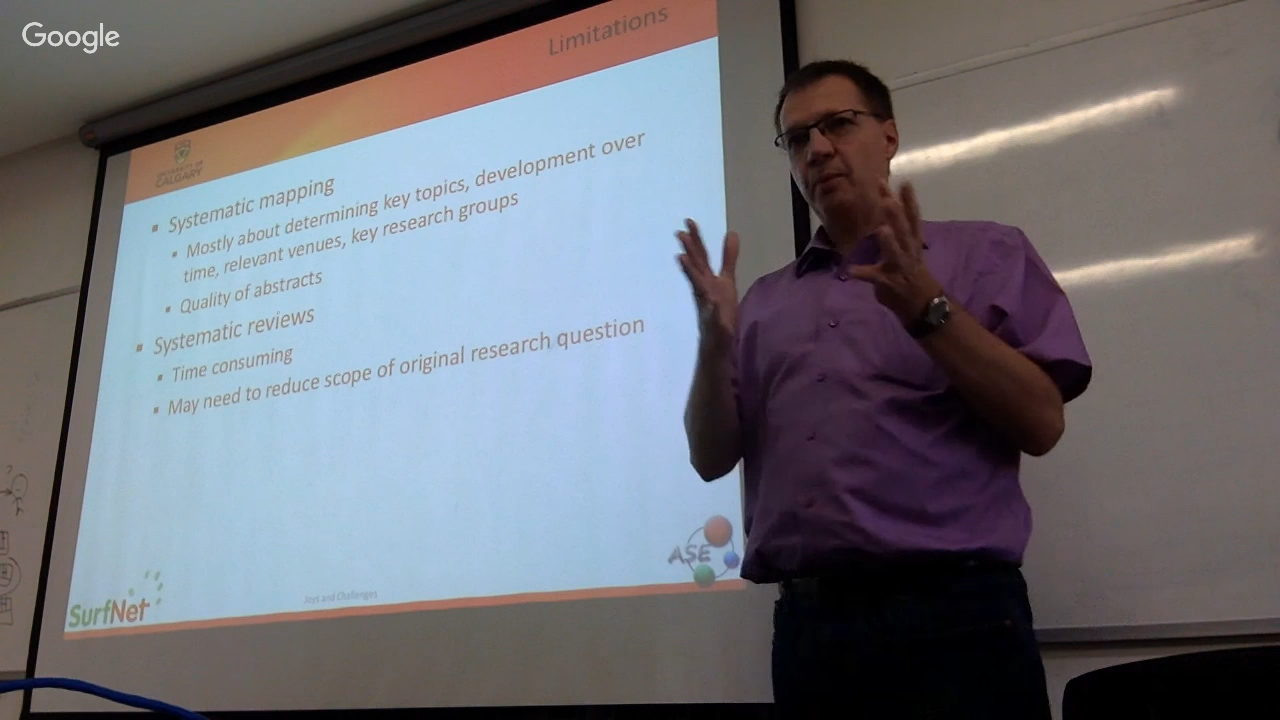 Google
Limitations
UNIVERSITY OF
CALGARY
Systematic mapping
Mostly about determining key topics, development over
time, relevant venues, key research groups
Quality of abstracts
Systematic reviews
Time consuming
May need to reduce scope of original research question
ASE
SurfNet
Joys and Challenges